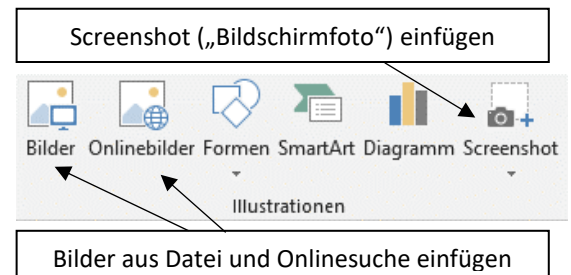 Screenshot („Bildschirmfoto“) einfügen
Bilder Onlinebilder Formen SmartArt Diagramm Screenshot
Illustrationen
Bilder aus Datei und Onlinesuche einfügen